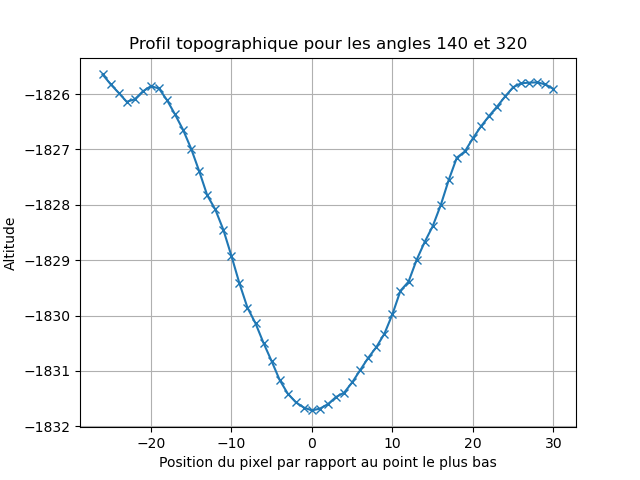 Profil topographique pour les angles 140 et 320
Altitude
−1826
−1827
−1828
−1829
−1830
−1831
−1832
−20 −10 0 10 20 30
Position du pixel par rapport au point le plus bas